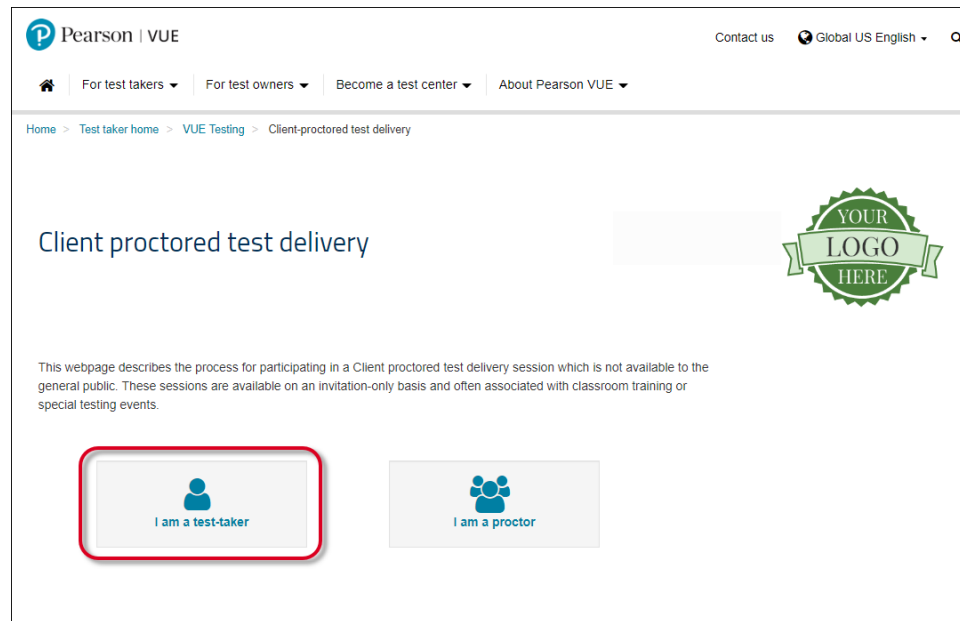 Pearson | VUE
Contact us
Global US English
For test takers
For test owners
Become a test center
About Pearson VUE
Home > Test taker home > VUE Testing > Client-proctored test delivery
Client proctored test delivery
YOUR
LOGO
HERE
This webpage describes the process for participating in a Client proctored test delivery session which is not available to the
general public. These sessions are available on an invitation-only basis and often associated with classroom training or
special testing events.
I am a test-taker
I am a proctor